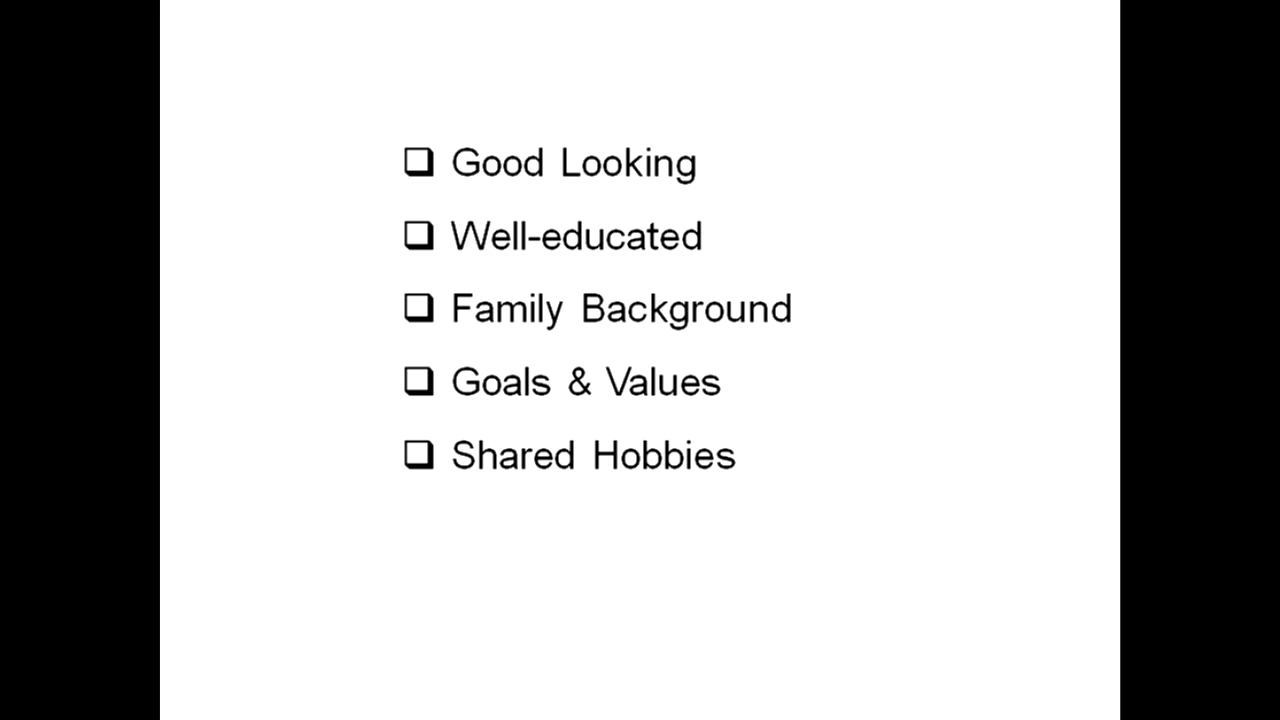 ❑ Good Looking
❑ Well-educated
❑ Family Background
❑ Goals & Values
❑ Shared Hobbies